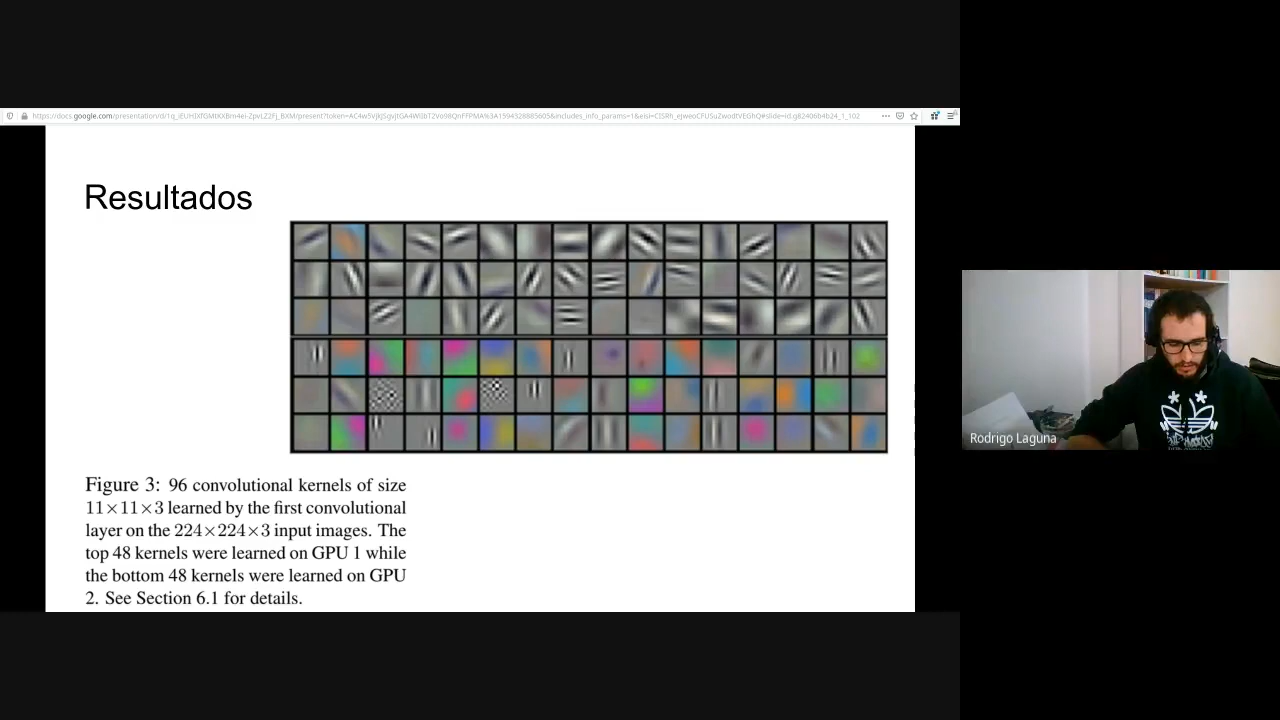 Resultados
Figure 3: 96 convolutional kernels of size
11×11×3 learned by the first convolutional
layer on the 224×224×3 input images. The
top 48 kernels were learned on GPU 1 while
the bottom 48 kernels were learned on GPU
2. See Section 6.1 for details.
Rodrigo Laguna